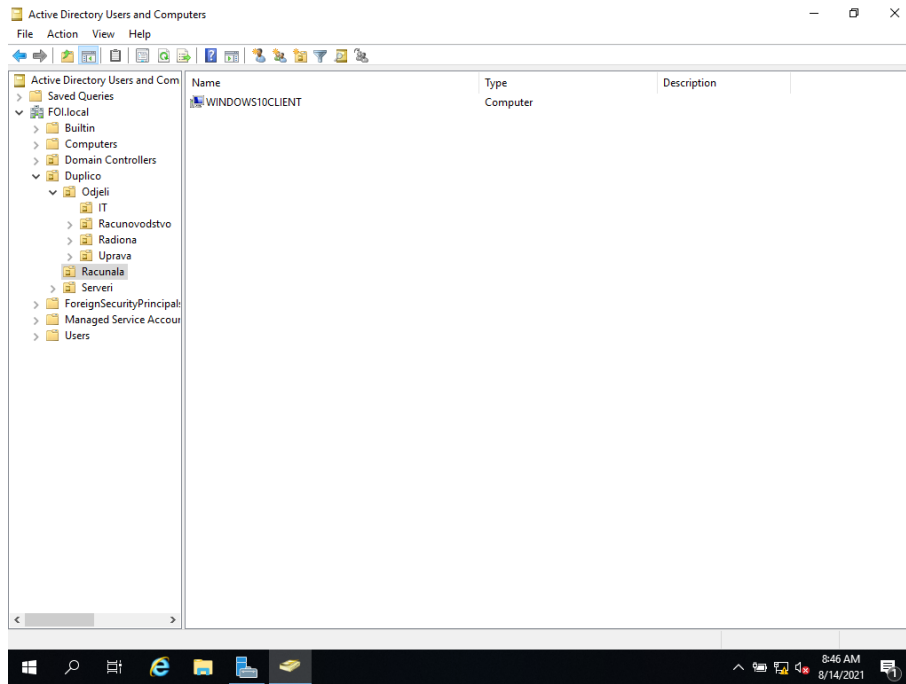 Active Directory Users and Computers
File Action View Help
Active Directory Users and Com
Saved Queries
FOI.local
Builtin
Computers
Domain Controllers
Duplico
Odjeli
IT
Racunovodstvo
Radiona
Uprava
Racunala
Serveri
ForeignSecurityPrincipals
Managed Service Accour
Users
Name Type Description
WINDOWS10CLIENT Computer
8:46 AM
8/14/2021
1